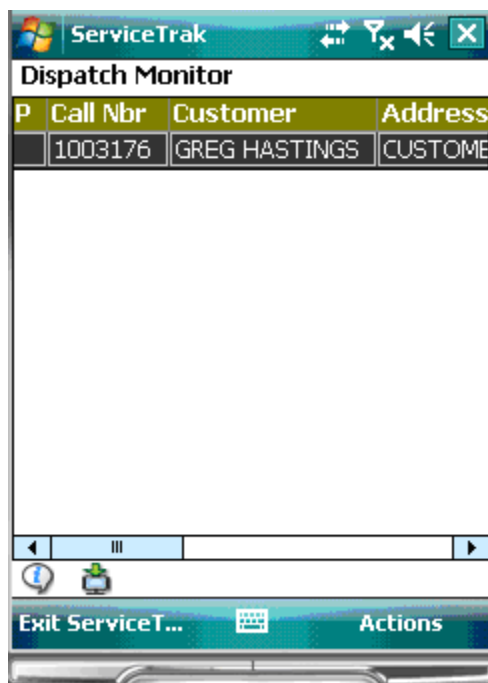 ServiceTrak
Dispatch Monitor
P Call Nbr Customer Address
1003176 GREG HASTINGS CUSTOME
Exit ServiceT... Actions